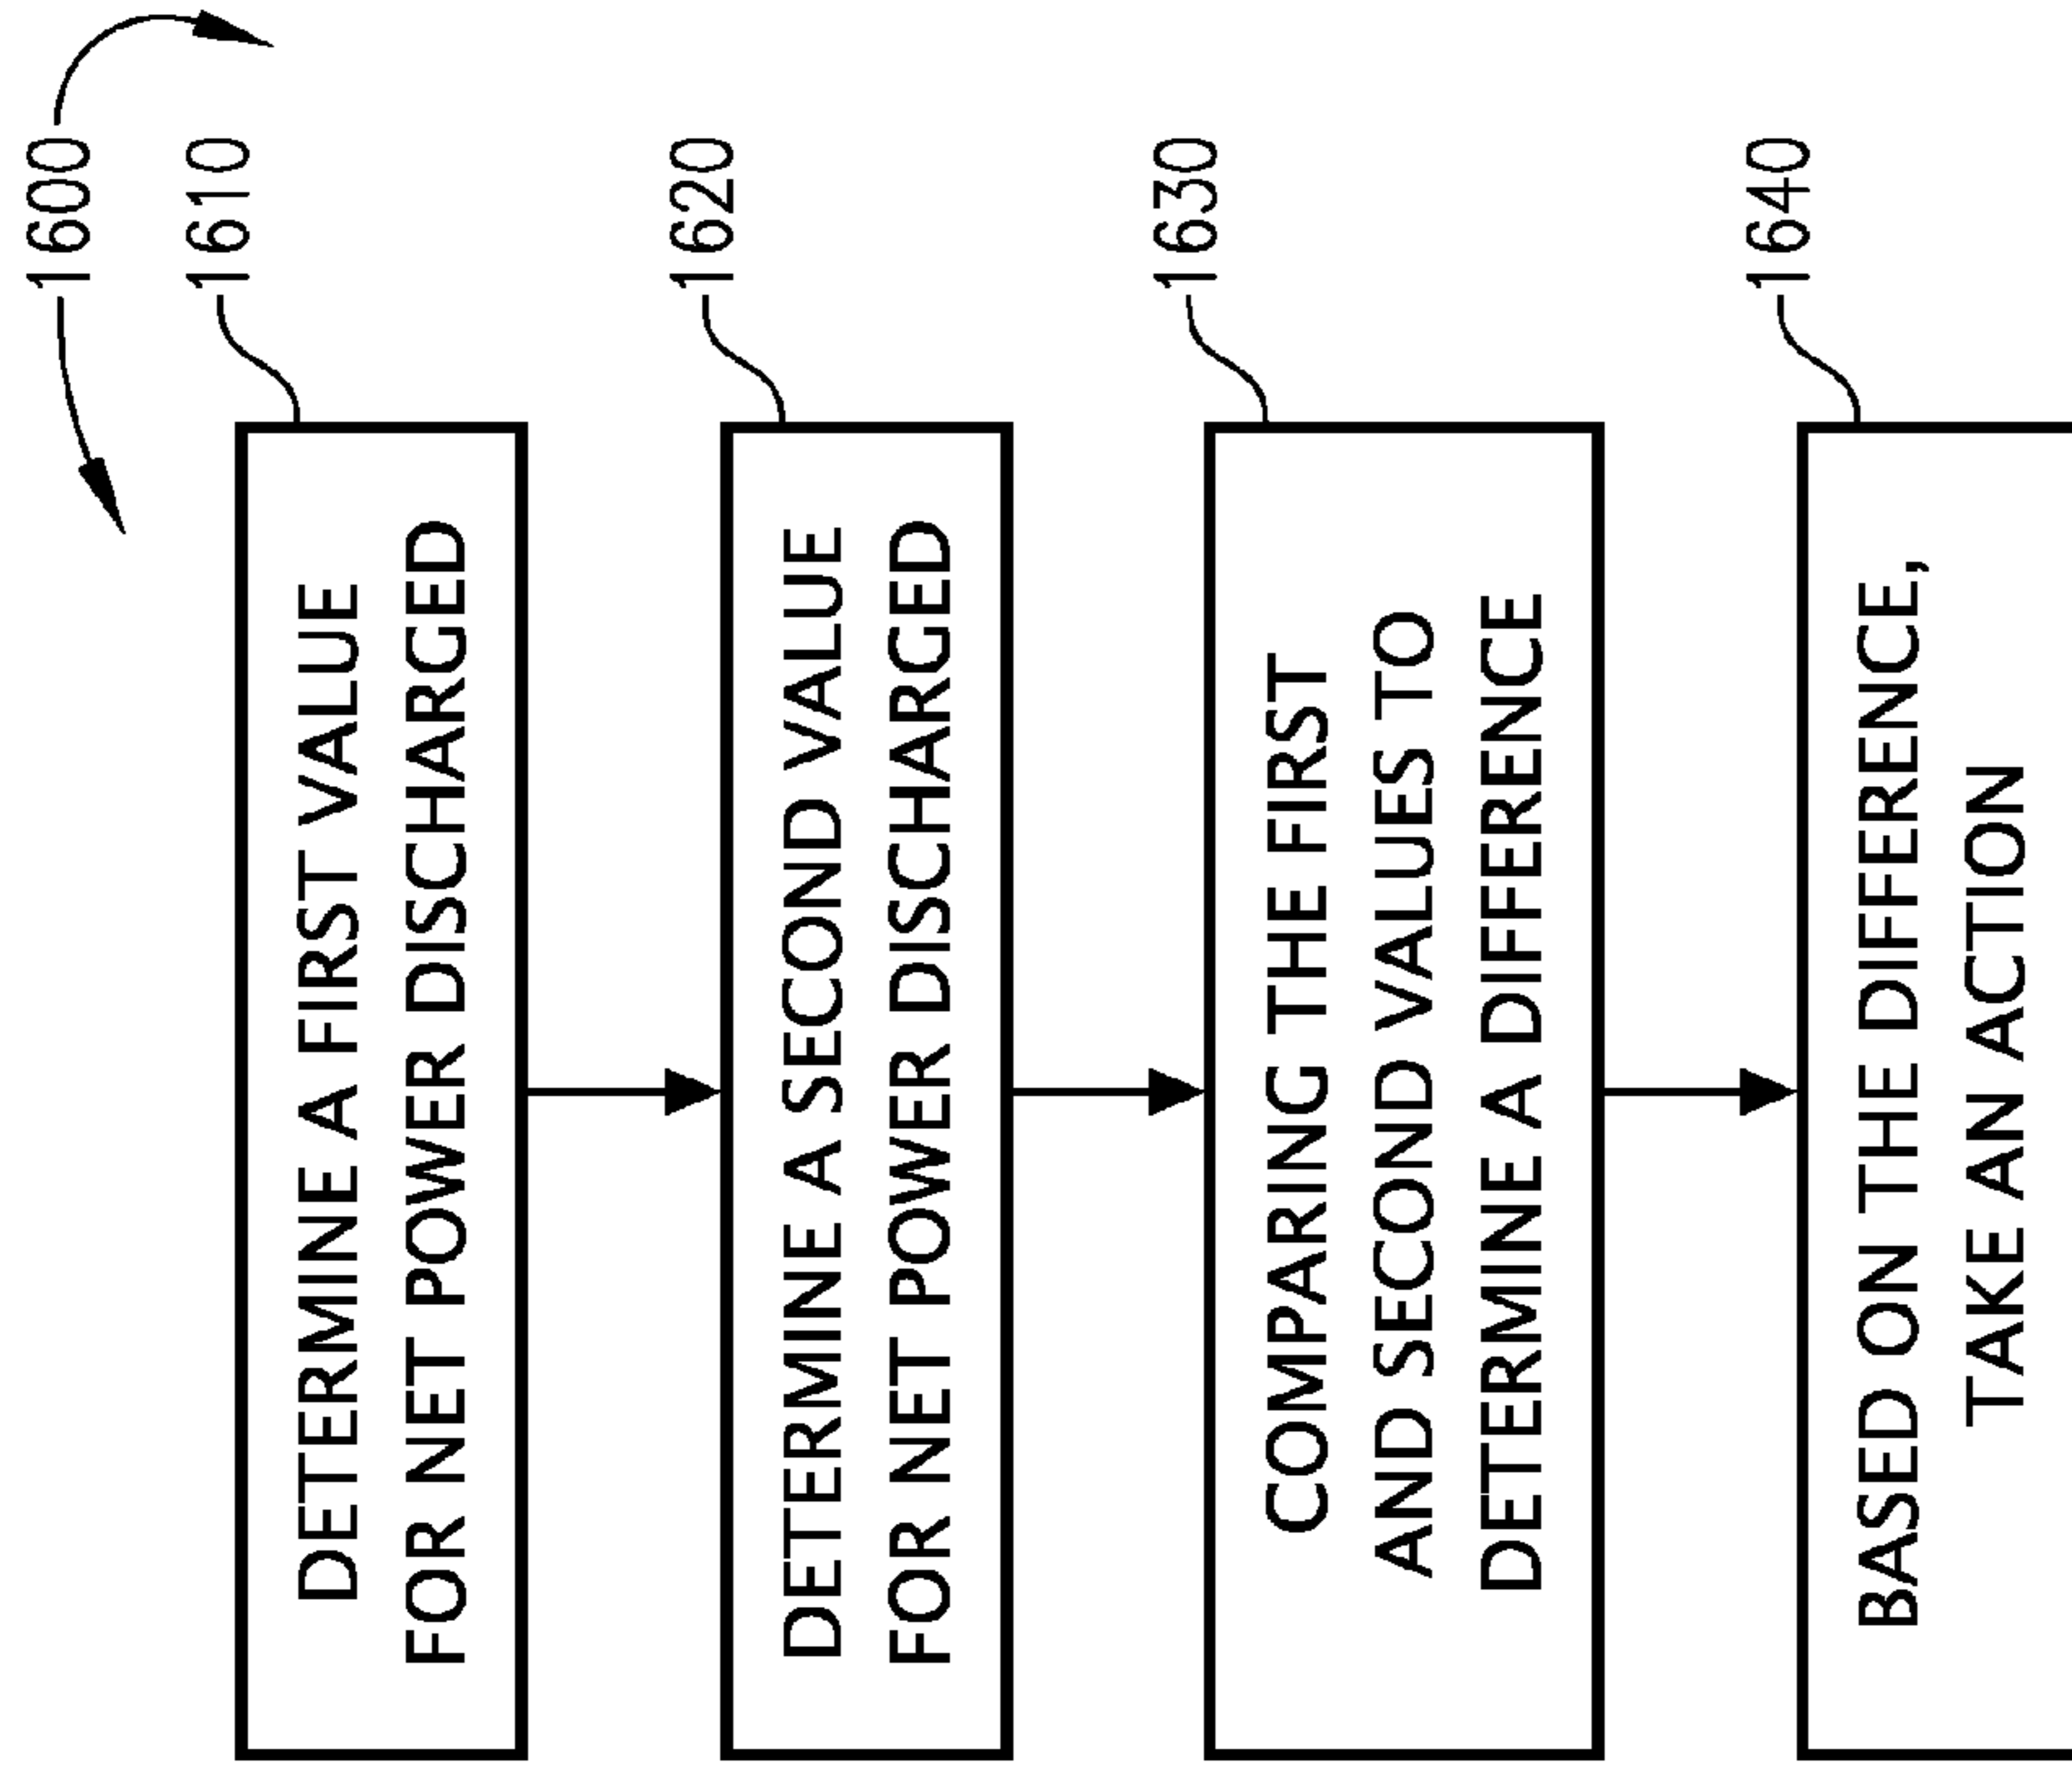 1600
1610
DETERMINE A FIRST VALUE
FOR NET POWER DISCHARGED
1620
DETERMINE A SECOND VALUE
FOR NET POWER DISCHARGED
1630
COMPARING THE FIRST
AND SECOND VALUES TO
DETERMINE A DIFFERENCE
1640
BASED ON THE DIFFERENCE,
TAKE AN ACTION